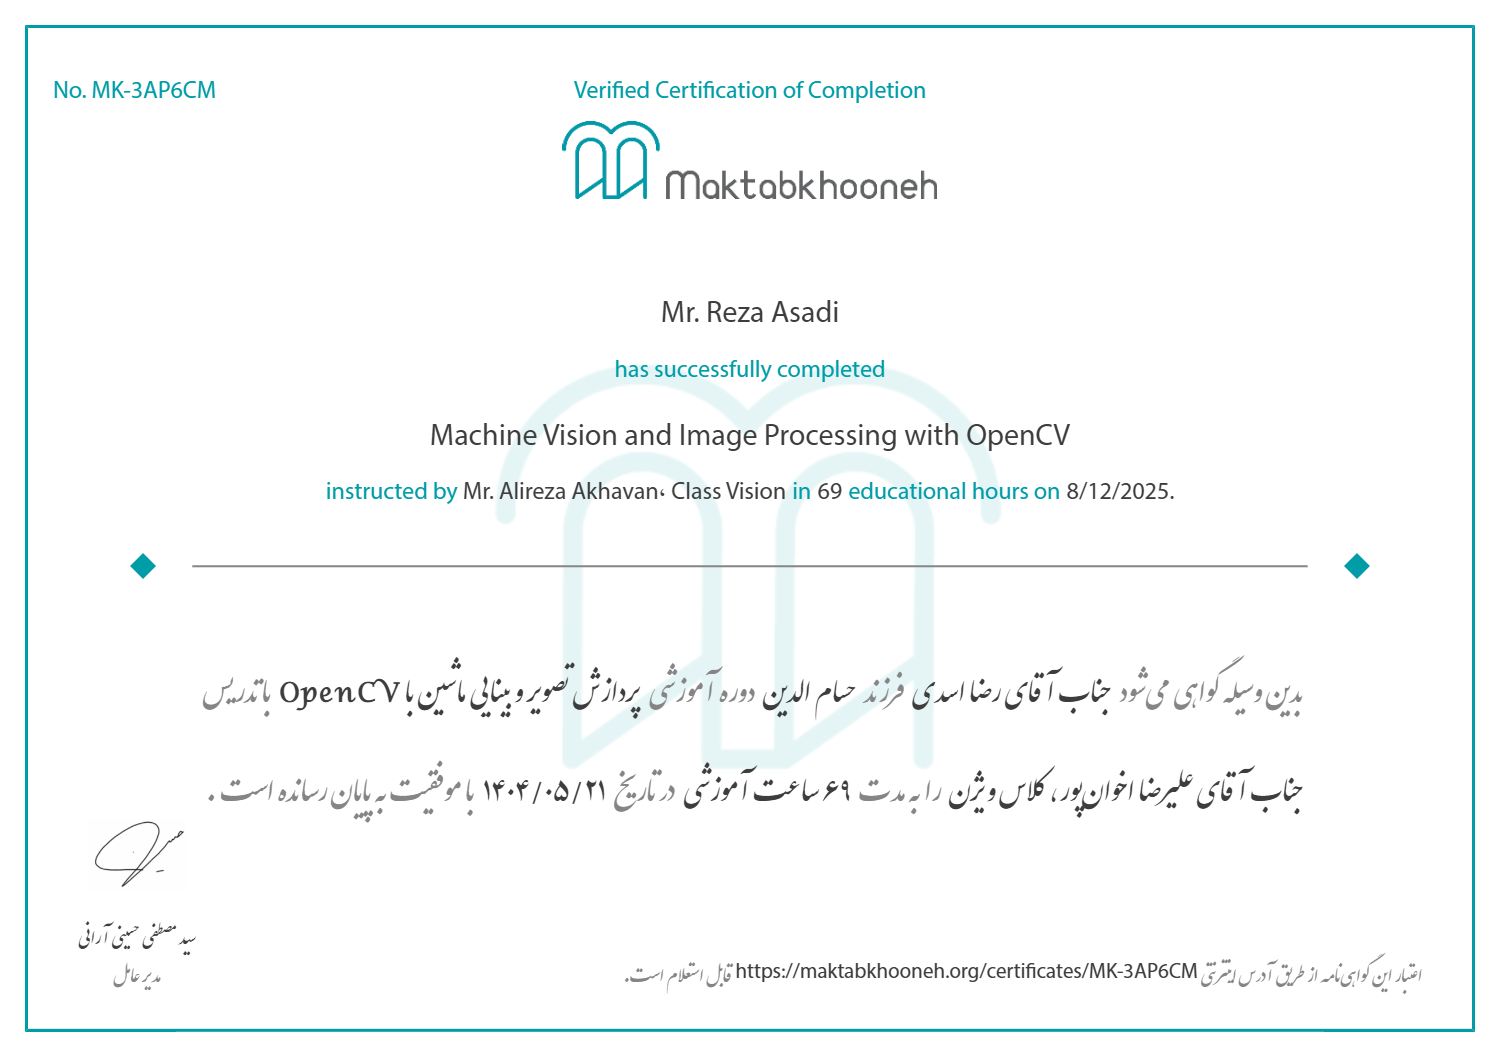 No. MK-3AP6CM
Verified Certification of Completion
Maktabkhooneh
Mr. Reza Asadi
has successfully completed
Machine Vision and Image Processing with OpenCV
instructed by Mr. Alireza Akhavan، Class Vision in 69 educational hours on 8/12/2025.
بدین وسیله گواهی می‌شود جناب آقای رضا اسدی فرزند حسام الدین دوره آموزشی پردازش تصویر و بینایی ماشین با OpenCV با تدریس
جناب آقای علیرضا اخوان‌پور ، کلاس ویژن را به مدت ۶۹ ساعت آموزشی در تاریخ ۱۴۰۴/۰۵/۲۱ با موفقیت به پایان رسانده است .
سید مصطفی حسینی آرانی
مدیر عامل
اعتبار این گواهی‌نامه از طریق آدرس اینترنتی https://maktabkhooneh.org/certificates/MK-3AP6CM قابل استعلام است.